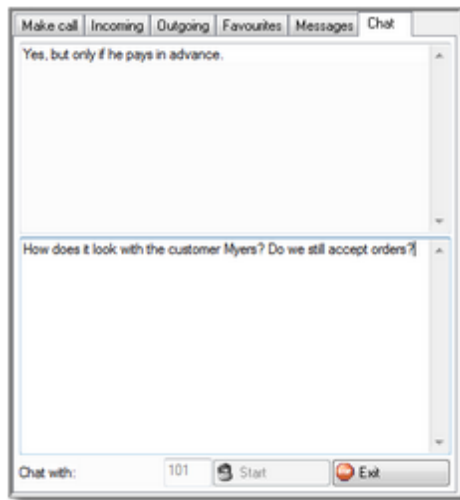 Make call Incoming Outgoing Favourites Messages Chat
Yes, but only if he pays in advance.
How does it look with the customer Myers? Do we still accept orders?
Chat with: 101 Start Exit